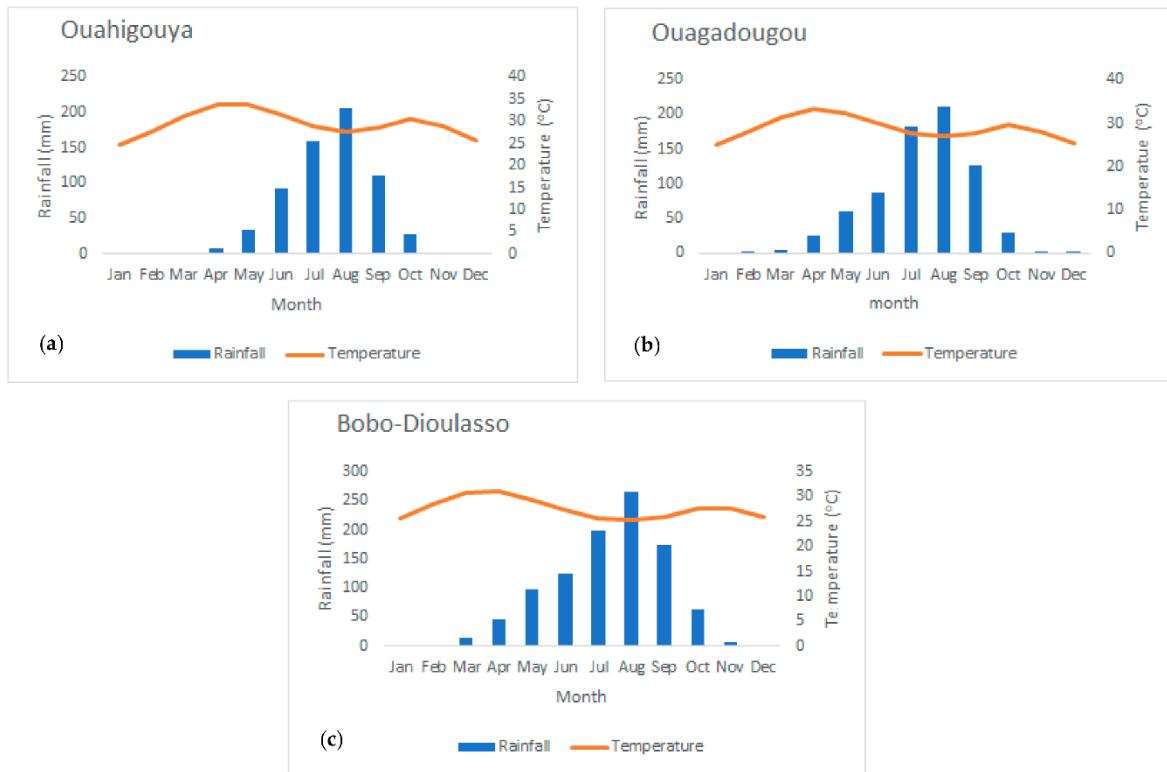 Ouahigouya
Rainfall (mm)
250
200
150
100
50
0
40
35
30
25
20
15
10
5
0
Temperature (°C)
Jan Feb Mar Apr May Jun Jul Aug Sep Oct Nov Dec
Month
(a)
Rainfall Temperature
Ouagadougou
Rainfall (mm)
250
200
150
100
50
0
40
30
20
10
0
Temperatue (°C)
Jan Feb Mar Apr May Jun Jul Aug Sep Oct Nov Dec
month
(b)
Rainfall Temperature
Bobo-Dioulasso
Rainfall (mm)
300
250
200
150
100
50
0
35
30
25
20
15
10
5
0
Te mperature (°C)
Jan Feb Mar Apr May Jun Jul Aug Sep Oct Nov Dec
Month
(c)
Rainfall Temperature